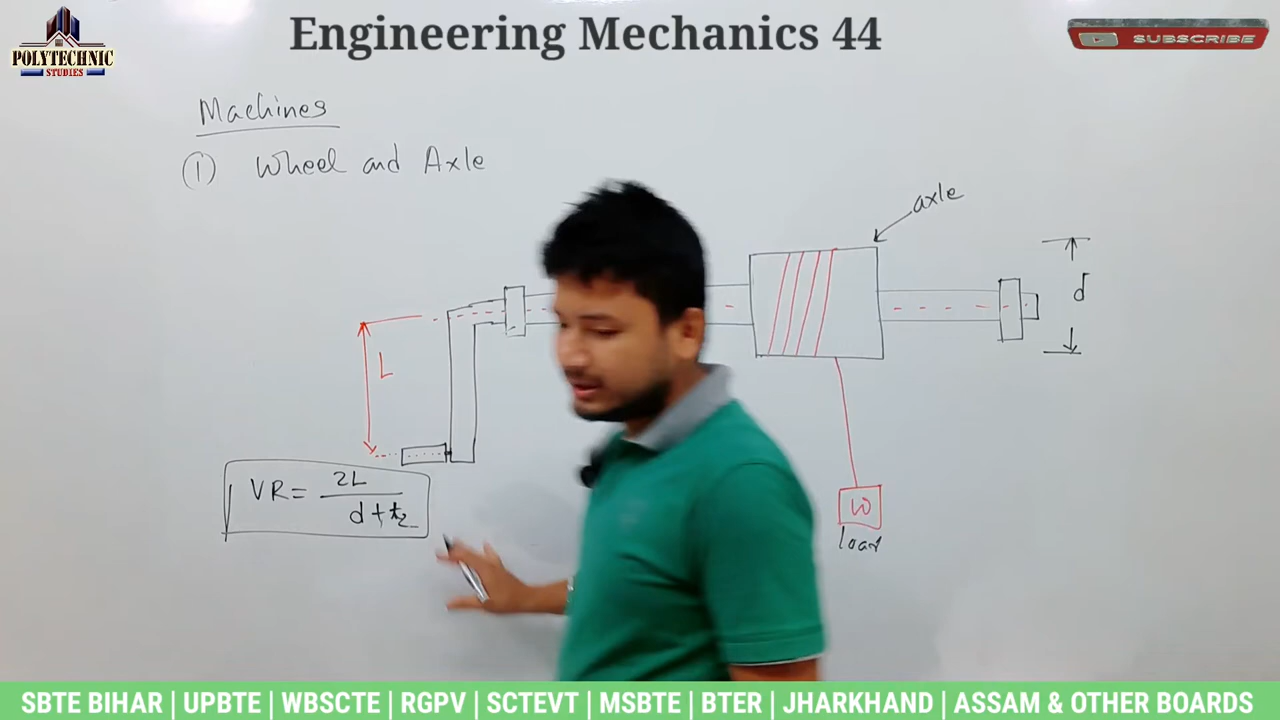 Engineering Mechanics 44
POLYTECHNIC
STUDIES
SUBSCRIBE
Machines
① Wheel and Axle
axle
d
L
VR = 2L / d + t₂
W
load
SBTE BIHAR | UPBTE | WBSCTE | RGPV | SCTEVT | MSBTE | BTER | JHARKHAND | ASSAM & OTHER BOARDS